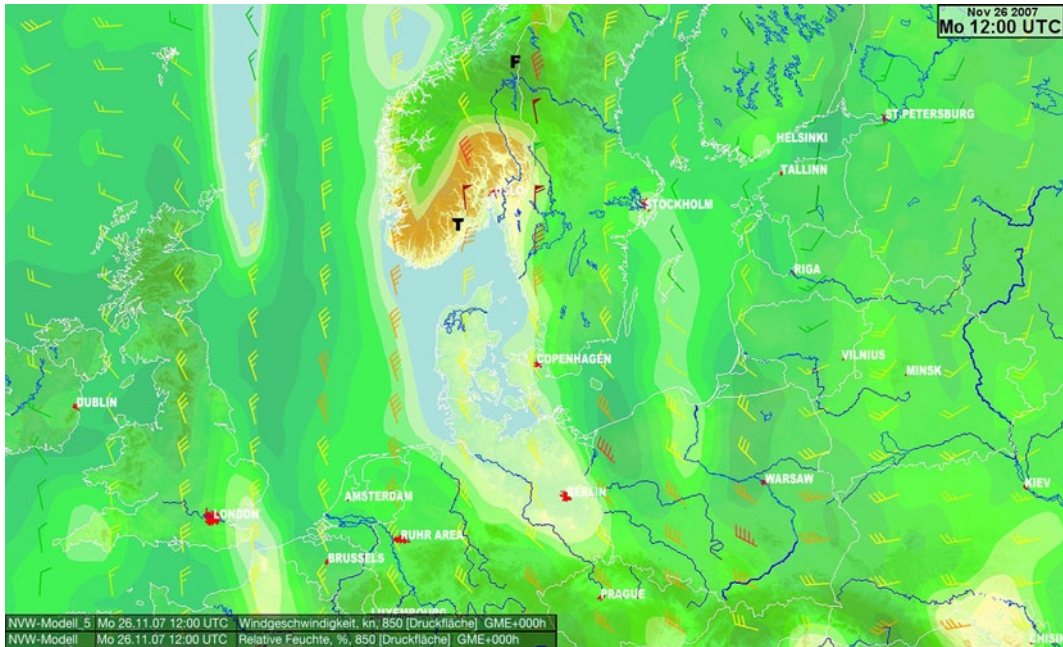 Nov 26 2007
Mo 12:00 UTC
F
ST.PETERSBURG
HELSINKI
TALLINN
STOCKHOLM
T
RIGA
COPENHAGEN
VILNIUS
MINSK
DUBLIN
WARSAW
KIEV
AMSTERDAM
BERLIN
LONDON
RUHR AREA
BRUSSELS
PRAGUE
LUXEMBOURG
NVW-Modell_5 Mo 26.11.07 12:00 UTC Windgeschwindigkeit, kn, 850 [Druckfläche] GME+000h
NVW-Modell Mo 26.11.07 12:00 UTC Relative Feuchte, %, 850 [Druckfläche] GME+000h